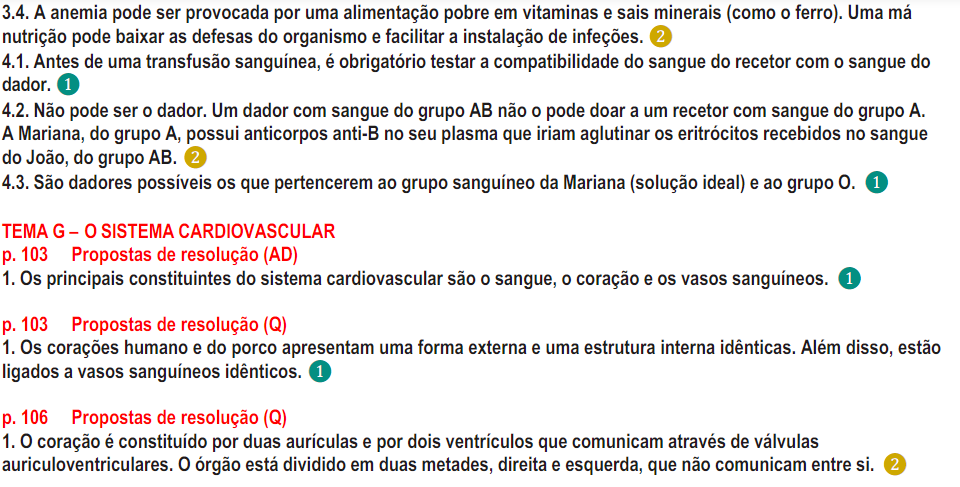 3.4. A anemia pode ser provocada por uma alimentação pobre em vitaminas e sais minerais (como o ferro). Uma má
nutrição pode baixar as defesas do organismo e facilitar a instalação de infeções. 2
4.1. Antes de uma transfusão sanguínea, é obrigatório testar a compatibilidade do sangue do recetor com o sangue do
dador. 1
4.2. Não pode ser o dador. Um dador com sangue do grupo AB não o pode doar a um recetor com sangue do grupo A.
A Mariana, do grupo A, possui anticorpos anti-B no seu plasma que iriam aglutinar os eritrócitos recebidos no sangue
do João, do grupo AB. 2
4.3. São dadores possíveis os que pertencerem ao grupo sanguíneo da Mariana (solução ideal) e ao grupo O. 1
TEMA G – O SISTEMA CARDIOVASCULAR
p. 103 Propostas de resolução (AD)
1. Os principais constituintes do sistema cardiovascular são o sangue, o coração e os vasos sanguíneos. 1
p. 103 Propostas de resolução (Q)
1. Os corações humano e do porco apresentam uma forma externa e uma estrutura interna idênticas. Além disso, estão
ligados a vasos sanguíneos idênticos. 1
p. 106 Propostas de resolução (Q)
1. O coração é constituído por duas aurículas e por dois ventrículos que comunicam através de válvulas
auriculoventriculares. O órgão está dividido em duas metades, direita e esquerda, que não comunicam entre si. 2